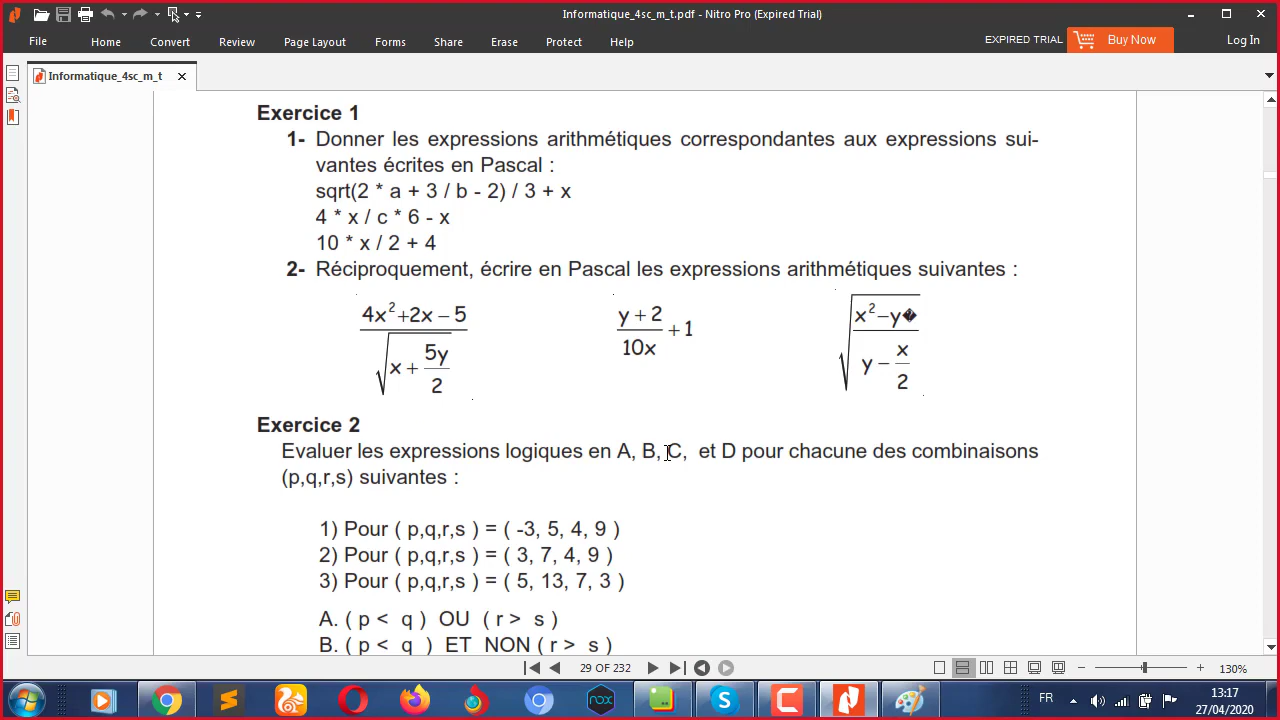 Informatique_4sc_m_t.pdf - Nitro Pro (Expired Trial)
File Home Convert Review Page Layout Forms Share Erase Protect Help EXPIRED TRIAL Buy Now Log In
Informatique_4sc_m_t
Exercice 1
1- Donner les expressions arithmétiques correspondantes aux expressions sui-
vantes écrites en Pascal :
sqrt(2 * a + 3 / b - 2) / 3 + x
4 * x / c * 6 - x
10 * x / 2 + 4
2- Réciproquement, écrire en Pascal les expressions arithmétiques suivantes :
4x²+2x – 5 y + 2 x² –y�
√ x + 5y 2 10x + 1 √ y – x 2
Exercice 2
Evaluer les expressions logiques en A, B, C, et D pour chacune des combinaisons
(p,q,r,s) suivantes :
1) Pour ( p,q,r,s ) = ( -3, 5, 4, 9 )
2) Pour ( p,q,r,s ) = ( 3, 7, 4, 9 )
3) Pour ( p,q,r,s ) = ( 5, 13, 7, 3 )
A. ( p < q ) OU ( r > s )
B. ( p < q ) ET NON ( r > s )
29 OF 232 130%
FR 13:17
27/04/2020